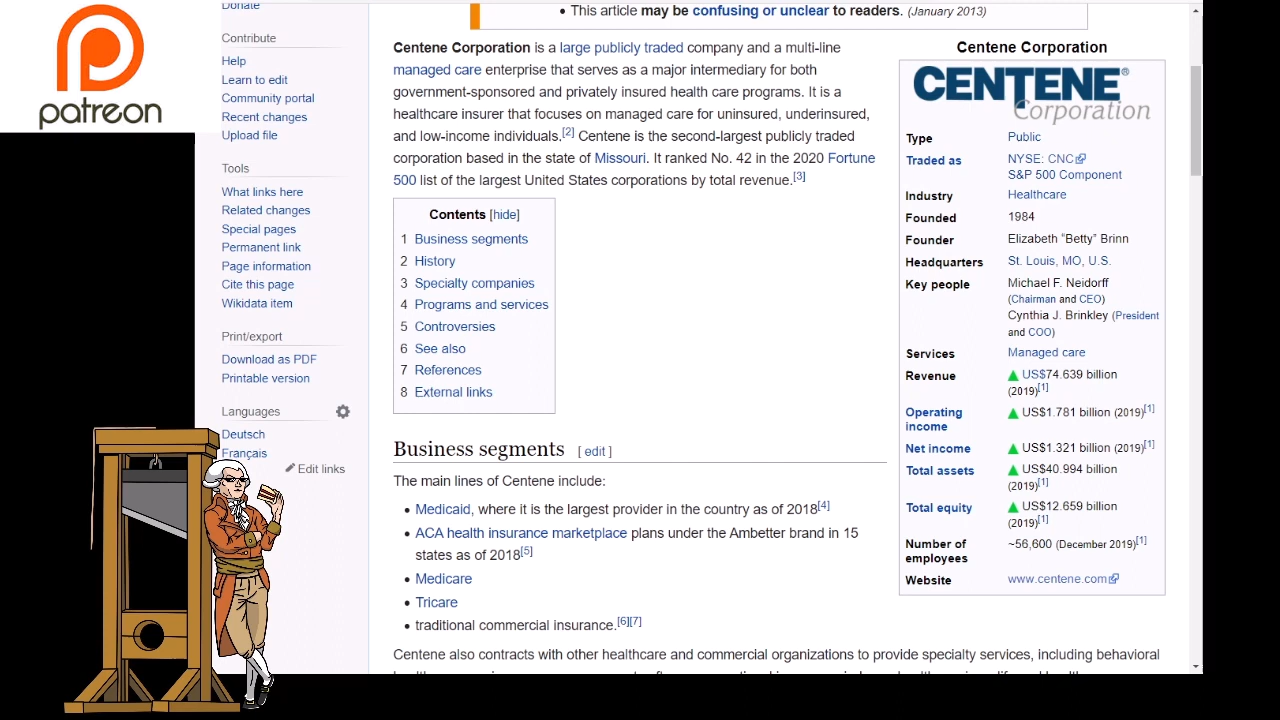 patreon
Donate
Contribute
Help
Learn to edit
Community portal
Recent changes
Upload file
Tools
What links here
Related changes
Special pages
Permanent link
Page information
Cite this page
Wikidata item
Print/export
Download as PDF
Printable version
Languages
Deutsch
Français
Edit links
• This article may be confusing or unclear to readers. (January 2013)
Centene Corporation is a large publicly traded company and a multi-line
managed care enterprise that serves as a major intermediary for both
government-sponsored and privately insured health care programs. It is a
healthcare insurer that focuses on managed care for uninsured, underinsured,
and low-income individuals.[2] Centene is the second-largest publicly traded
corporation based in the state of Missouri. It ranked No. 42 in the 2020 Fortune
500 list of the largest United States corporations by total revenue.[3]
Contents [hide]
1 Business segments
2 History
3 Specialty companies
4 Programs and services
5 Controversies
6 See also
7 References
8 External links
Business segments [ edit ]
The main lines of Centene include:
• Medicaid, where it is the largest provider in the country as of 2018[4]
• ACA health insurance marketplace plans under the Ambetter brand in 15
states as of 2018[5]
• Medicare
• Tricare
• traditional commercial insurance.[6][7]
Centene also contracts with other healthcare and commercial organizations to provide specialty services, including behavioral
Centene Corporation
CENTENE®
Corporation
Type Public
Traded as NYSE: CNC
S&P 500 Component
Industry Healthcare
Founded 1984
Founder Elizabeth “Betty” Brinn
Headquarters St. Louis, MO, U.S.
Key people Michael F. Neidorff
(Chairman and CEO)
Cynthia J. Brinkley (President
and COO)
Services Managed care
Revenue ▲ US$74.639 billion
(2019)[1]
Operating ▲ US$1.781 billion (2019)[1]
income
Net income ▲ US$1.321 billion (2019)[1]
Total assets ▲ US$40.994 billion
(2019)[1]
Total equity ▲ US$12.659 billion
(2019)[1]
Number of ~56,600 (December 2019)[1]
employees
Website www.centene.com